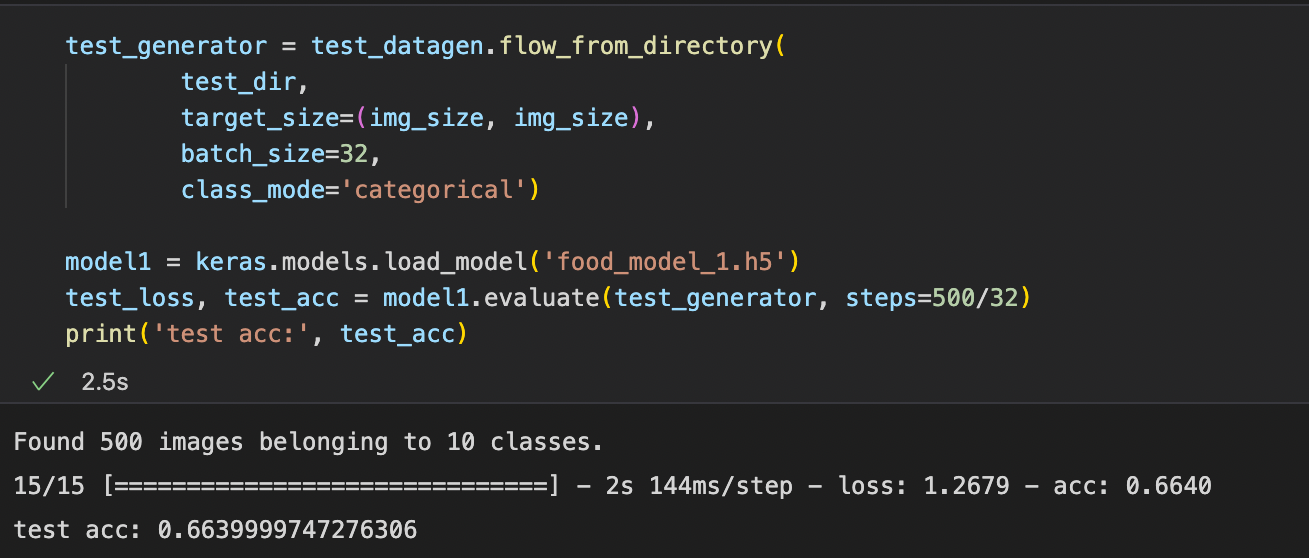 test_generator = test_datagen.flow_from_directory(
        test_dir,
        target_size=(img_size, img_size),
        batch_size=32,
        class_mode='categorical')
model1 = keras.models.load_model('food_model_1.h5')
test_loss, test_acc = model1.evaluate(test_generator, steps=500/32)
print('test acc:', test_acc)
✓ 2.5s
Found 500 images belonging to 10 classes.
15/15 [==============================] - 2s 144ms/step - loss: 1.2679 - acc: 0.6640
test acc: 0.6639999747276306